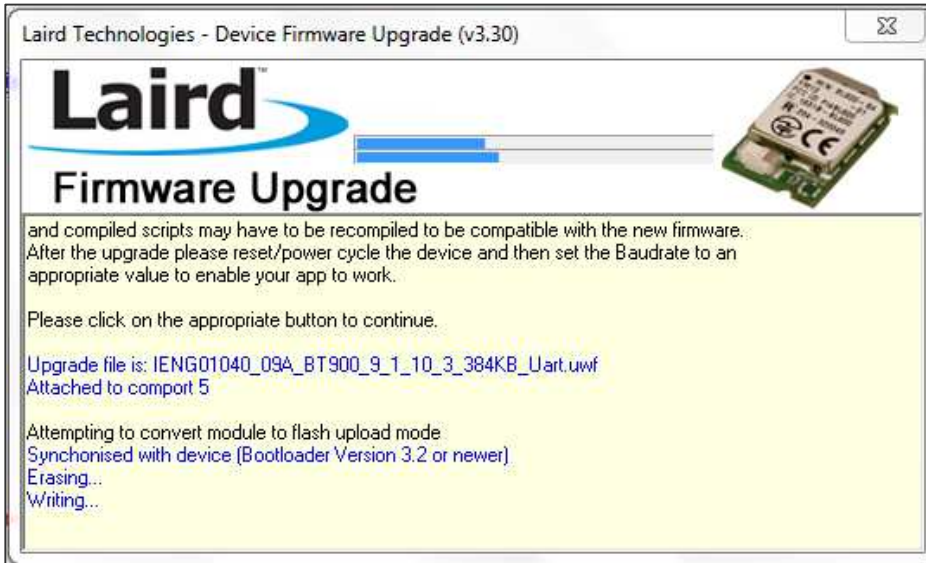 Laird Technologies - Device Firmware Upgrade (v3.30)
Laird™
Firmware Upgrade
and compiled scripts may have to be recompiled to be compatible with the new firmware.
After the upgrade please reset/power cycle the device and then set the Baudrate to an
appropriate value to enable your app to work.
Please click on the appropriate button to continue.
Upgrade file is: IENG01040_09A_BT900_9_1_10_3_384KB_Uart.uwf
Attached to comport 5
Attempting to convert module to flash upload mode
Synchonised with device (Bootloader Version 3.2 or newer)
Erasing...
Writing...